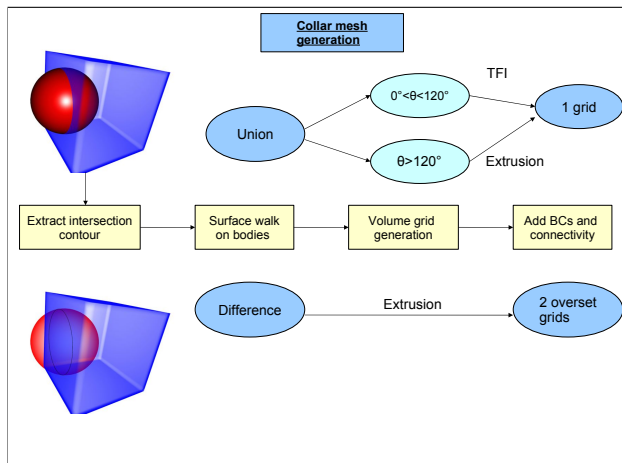 Collar mesh
generation
TFI
0°<θ<120°
1 grid
Union
θ>120°
Extrusion
Extract intersection
contour
Surface walk
on bodies
Volume grid
generation
Add BCs and
connectivity
Difference
Extrusion
2 overset
grids